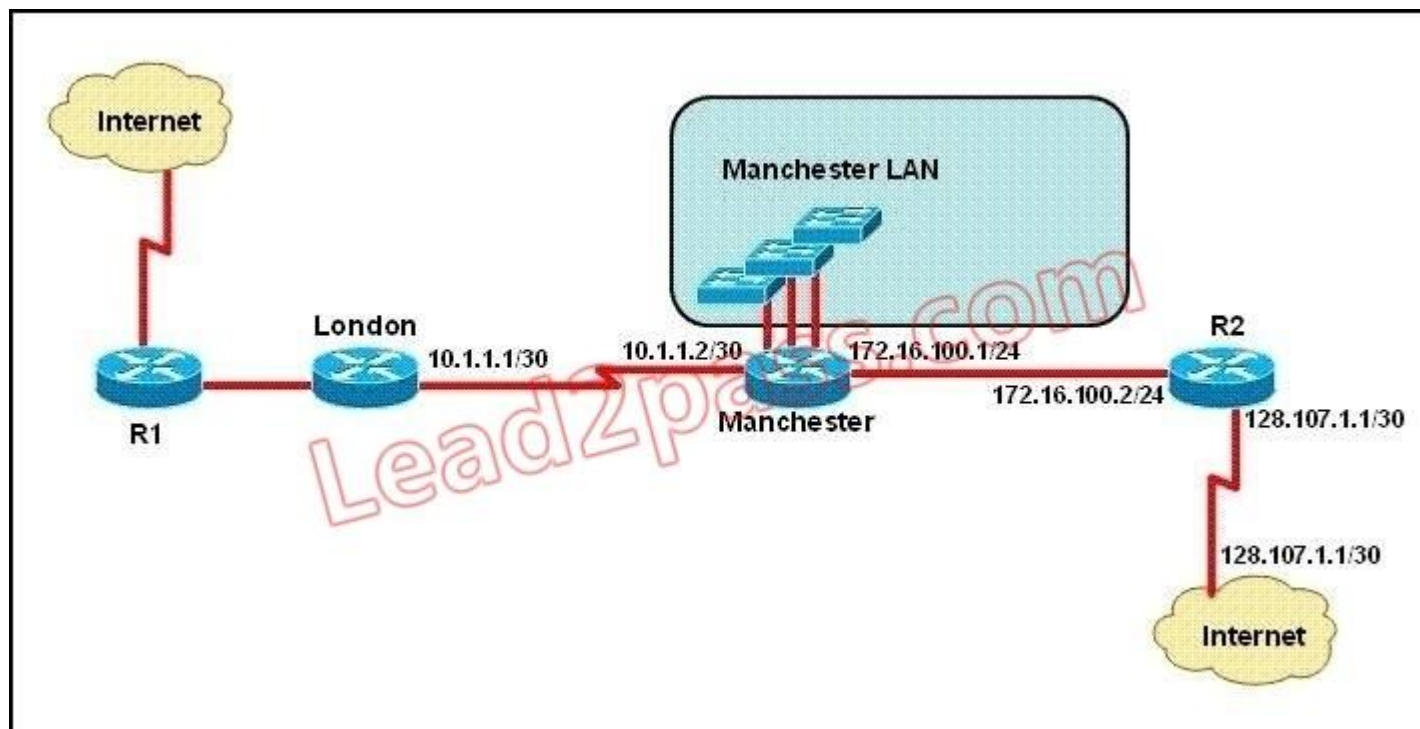 Internet
Manchester LAN
London
R2
10.1.1.1/30
10.1.1.2/30
172.16.100.1/24
172.16.100.2/24
R1
Manchester
128.107.1.1/30
Lead2pass.com
128.107.1.1/30
Internet